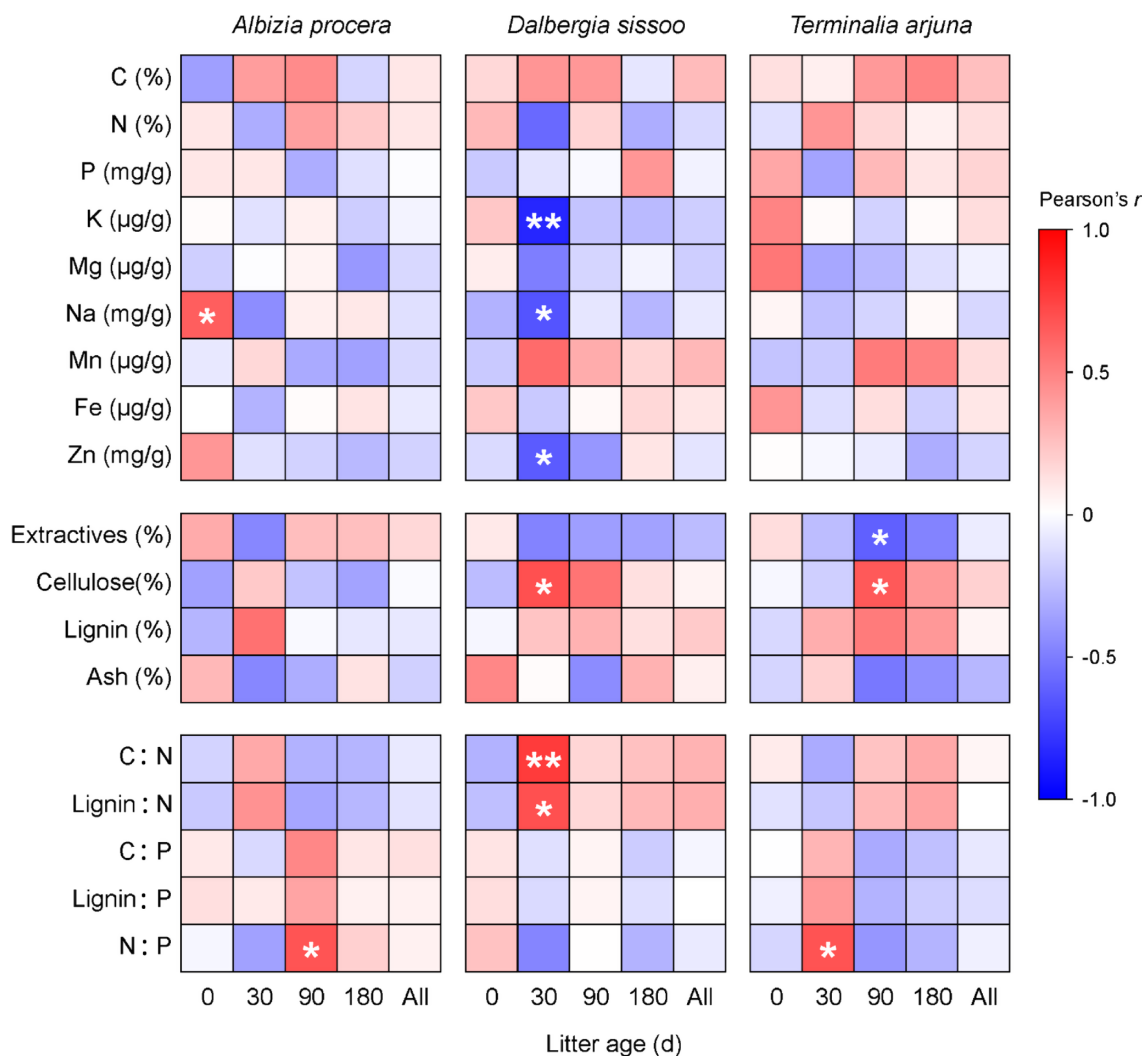 Albizia procera Dalbergia sissoo Terminalia arjuna
C (%)
N (%)
P (mg/g)
K (µg/g)
**
Mg (µg/g)
Na (mg/g)
* *
Mn (µg/g)
Fe (µg/g)
Zn (mg/g)
*
Extractives (%)
*
Cellulose(%)
* *
Lignin (%)
Ash (%)
C : N
**
Lignin : N
*
C : P
Lignin : P
N : P
* *
0 30 90 180 All 0 30 90 180 All 0 30 90 180 All
Litter age (d)
Pearson's r
1.0
0.5
0
-0.5
-1.0